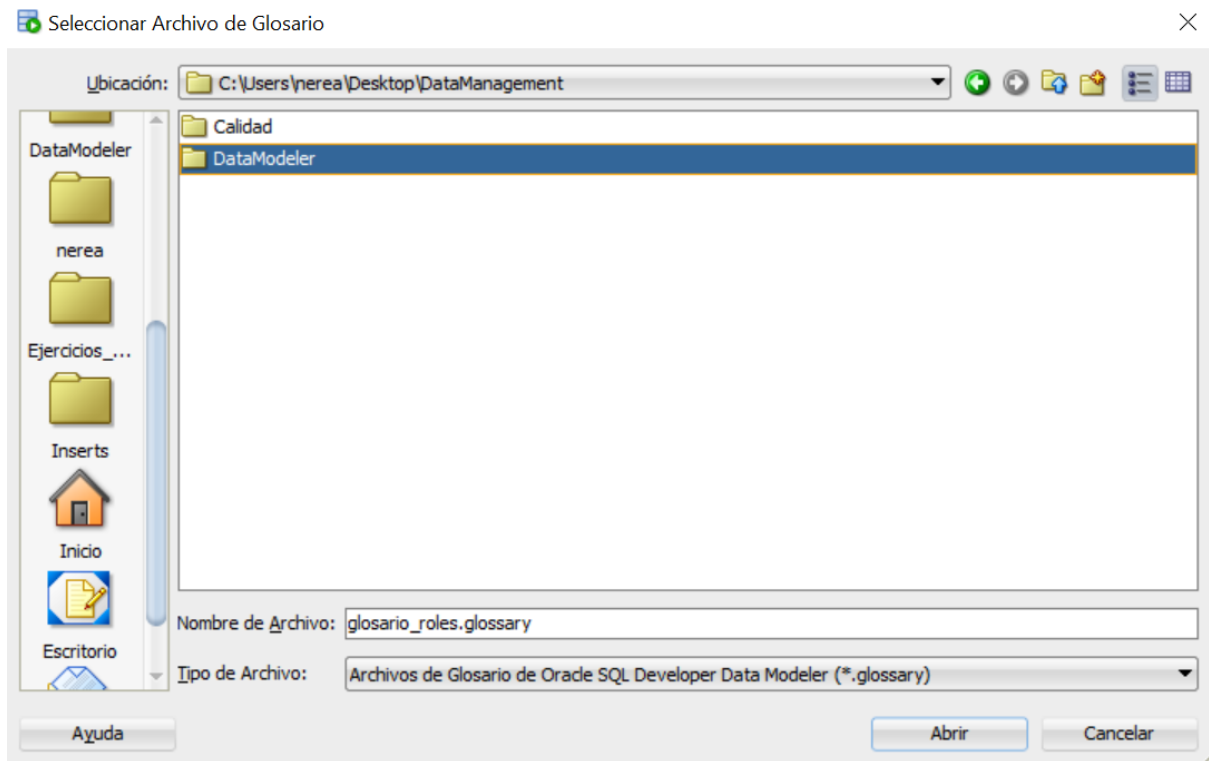 Seleccionar Archivo de Glosario
Ubicación: C:\Users\nerea\Desktop\DataManagement
DataModeler
nerea
Ejercicios_...
Inserts
Inicio
Escritorio
Calidad
DataModeler
Nombre de Archivo: glosario_roles.glossary
Tipo de Archivo: Archivos de Glosario de Oracle SQL Developer Data Modeler (*.glossary)
Ayuda Abrir Cancelar